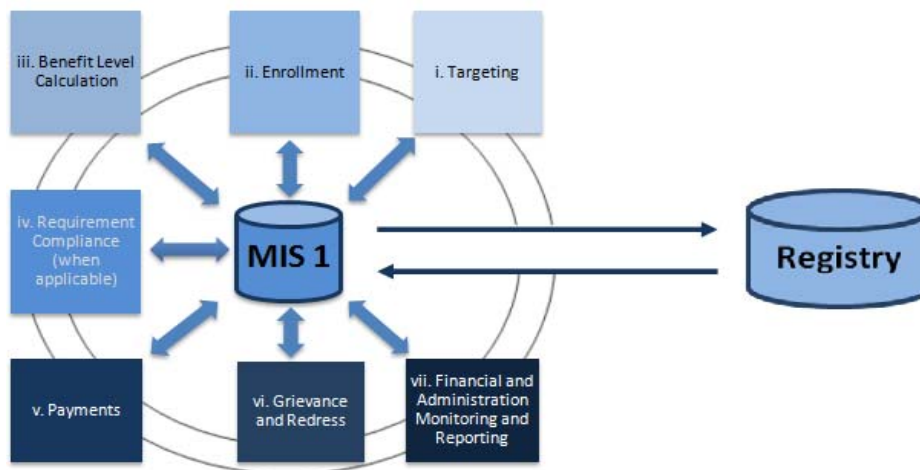 iii. Benefit Level
Calculation
ii. Enrollment
i. Targeting
iv. Requirement
Compliance
(when
applicable)
MIS 1
Registry
v. Payments
vi. Grievance
and Redress
vii. Financial and
Administration
Monitoring and
Reporting